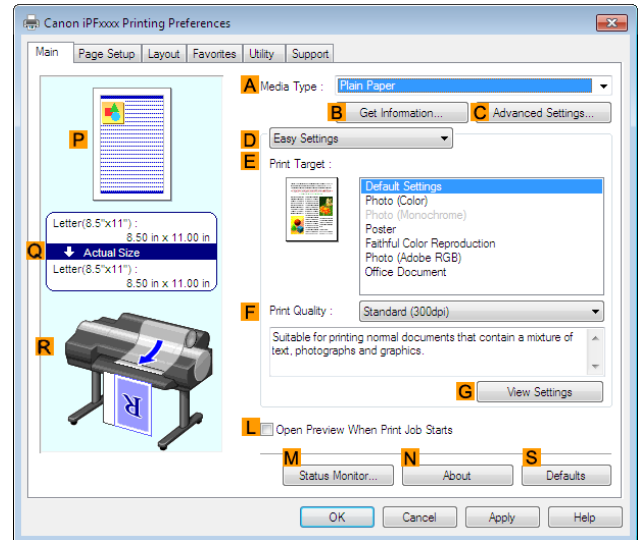 Canon iPFxxxx Printing Preferences
Main Page Setup Layout Favorites Utility Support
A Media Type : Plain Paper
B Get Information... C Advanced Settings...
D Easy Settings
E Print Target :
Default Settings
Photo (Color)
Photo (Monochrome)
Poster
Faithful Color Reproduction
Photo (Adobe RGB)
Office Document
P
Letter(8.5"x11") :
8.50 in x 11.00 in
Q Actual Size
Letter(8.5"x11") :
8.50 in x 11.00 in
F Print Quality : Standard (300dpi)
Suitable for printing normal documents that contain a mixture of
text, photographs and graphics.
R
R
G View Settings
L Open Preview When Print Job Starts
M Status Monitor... N About S Defaults
OK Cancel Apply Help